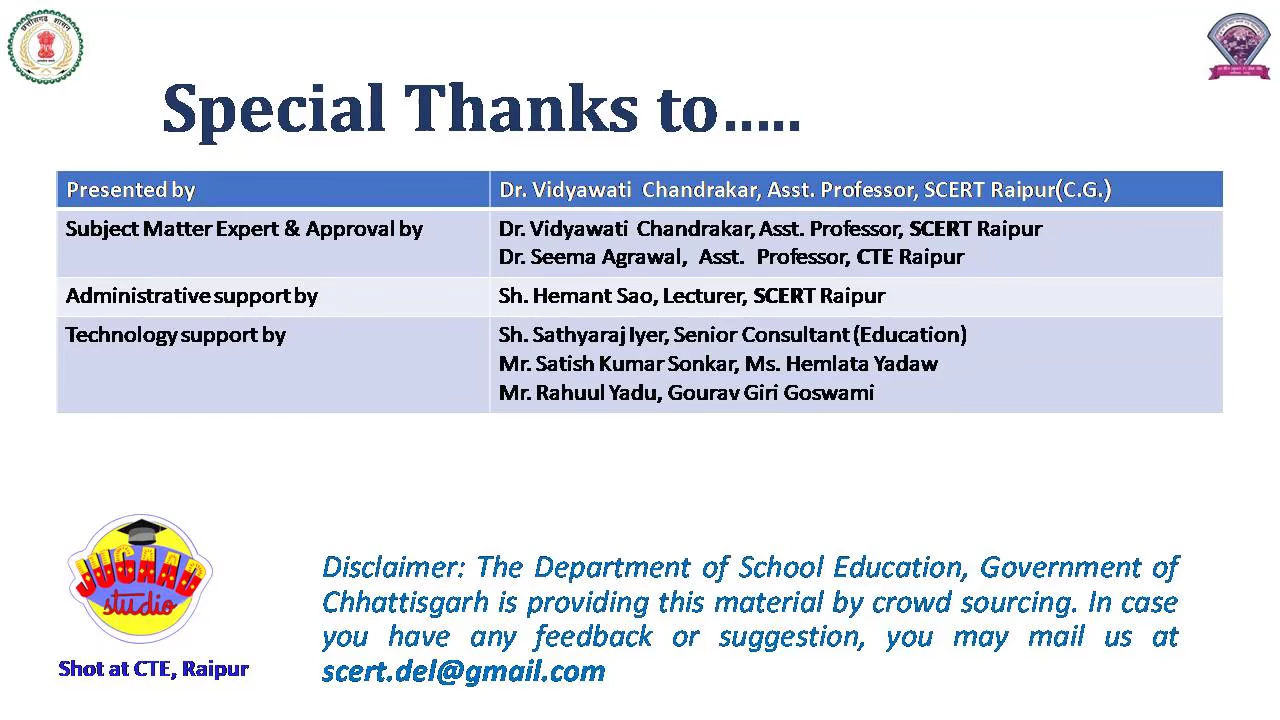 छत्तीसगढ़ शासन
Special Thanks to.....
Presented by
Dr. Vidyawati Chandrakar, Asst. Professor, SCERT Raipur(C.G.)
Subject Matter Expert & Approval by
Dr. Vidyawati Chandrakar, Asst. Professor, SCERT Raipur
Dr. Seema Agrawal, Asst. Professor, CTE Raipur
Administrative support by
Sh. Hemant Sao, Lecturer, SCERT Raipur
Technology support by
Sh. Sathyaraj Iyer, Senior Consultant (Education)
Mr. Satish Kumar Sonkar, Ms. Hemlata Yadaw
Mr. Rahuul Yadu, Gourav Giri Goswami
JUGAAD
studio
Shot at CTE, Raipur
Disclaimer: The Department of School Education, Government of
Chhattisgarh is providing this material by crowd sourcing. In case
you have any feedback or suggestion, you may mail us at
scert.del@gmail.com